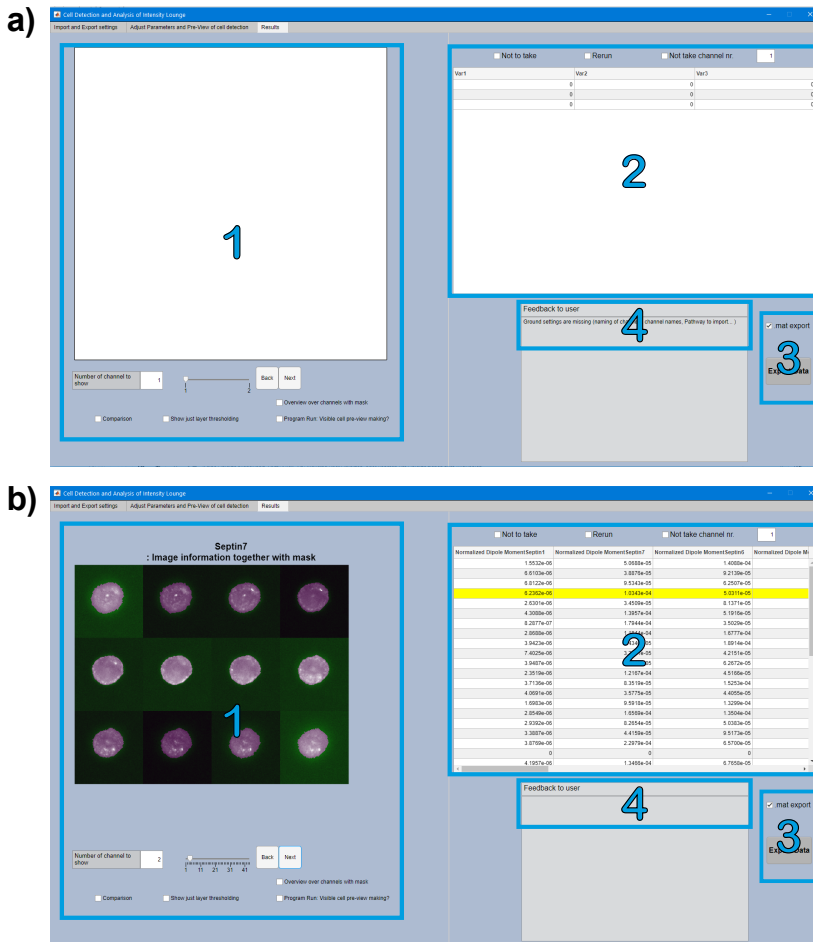 a)
Cell Detection and Analysis of Intensity Lounge
Import and Export settings Adjust Parameters and Pre-View of cell detection Results
Not to take Rerun Not take channel nr. 1
Var1 Var2 Var3
0 0 0
0 0 0
0 0 0
1
2
Feedback to user
Ground settings are missing (naming of channel names, Pathway to import... )
4
mat export
3
Number of channel to show 1
1 2
Back Next
Overview over channels with mask
Comparison Show just layer thresholding Program Run: Visible cell pre-view making?
b)
Cell Detection and Analysis of Intensity Lounge
Import and Export settings Adjust Parameters and Pre-View of cell detection Results
Septin7
: Image information together with mask
1
Not to take Rerun Not take channel nr. 1
Normalized Dipole MomentSeptin1 Normalized Dipole MomentSeptin7 Normalized Dipole MomentSeptin6 Normalized Dipole M
1.5532e-06 5.0688e-05 1.4088e-04
6.6103e-06 3.8876e-05 9.2139e-05
6.8122e-06 9.5343e-05 6.2507e-05
6.2362e-06 1.0343e-04 5.0311e-05
2.6301e-06 3.4509e-05 8.1371e-05
4.3088e-06 1.3957e-04 5.1916e-05
8.2677e-07 1.7944e-04 3.5029e-05
2.8688e-06 1.6777e-04
3.9423e-06 1.8914e-04
7.4025e-06 4.2151e-05
3.9487e-06 6.2672e-05
2.3519e-06 1.2167e-04 4.5166e-05
3.7136e-06 8.3519e-05 1.5253e-04
4.0691e-06 3.5775e-05 4.4055e-05
1.6983e-06 9.5918e-05 1.3299e-04
2.8549e-06 1.6569e-04 1.3504e-04
2.9392e-06 8.2654e-05 5.0383e-05
3.3887e-06 4.4159e-05 9.5173e-05
3.8769e-06 2.2979e-04 6.5700e-05
0 0 0
4.1957e-06 1.3466e-04 6.7658e-05
2
Feedback to user
4
mat export
3
Number of channel to show 2
1 11 21 31 41
Back Next
Overview over channels with mask
Comparison Show just layer thresholding Program Run: Visible cell pre-view making?